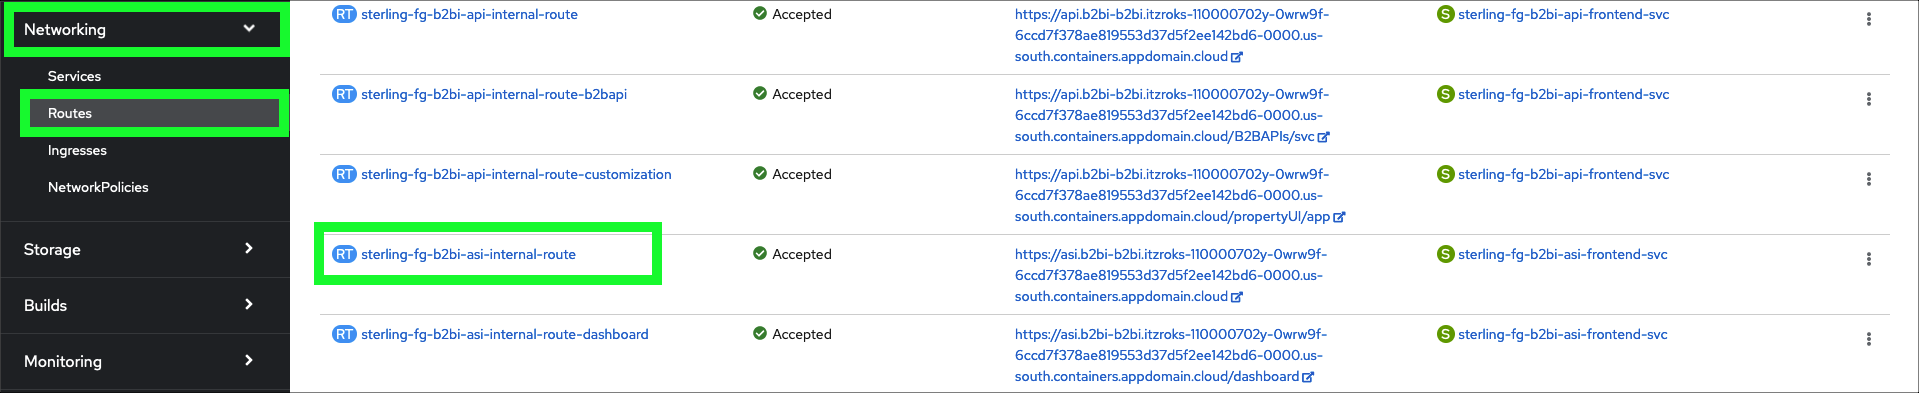 Networking
Services
Routes
Ingresses
NetworkPolicies
Storage
Builds
Monitoring
RT sterling-fg-b2bi-api-internal-route
Accepted
https://api.b2bi-b2bi.itzroks-110000702y-0wrw9f-
6ccd7f378ae819553d37d5f2ee142bd6-0000.us-
south.containers.appdomain.cloud
S sterling-fg-b2bi-api-frontend-svc
RT sterling-fg-b2bi-api-internal-route-b2bapi
Accepted
https://api.b2bi-b2bi.itzroks-110000702y-0wrw9f-
6ccd7f378ae819553d37d5f2ee142bd6-0000.us-
south.containers.appdomain.cloud/B2BAPIs/svc
S sterling-fg-b2bi-api-frontend-svc
RT sterling-fg-b2bi-api-internal-route-customization
Accepted
https://api.b2bi-b2bi.itzroks-110000702y-0wrw9f-
6ccd7f378ae819553d37d5f2ee142bd6-0000.us-
south.containers.appdomain.cloud/propertyUI/app
S sterling-fg-b2bi-api-frontend-svc
RT sterling-fg-b2bi-asi-internal-route
Accepted
https://asi.b2bi-b2bi.itzroks-110000702y-0wrw9f-
6ccd7f378ae819553d37d5f2ee142bd6-0000.us-
south.containers.appdomain.cloud
S sterling-fg-b2bi-asi-frontend-svc
RT sterling-fg-b2bi-asi-internal-route-dashboard
Accepted
https://asi.b2bi-b2bi.itzroks-110000702y-0wrw9f-
6ccd7f378ae819553d37d5f2ee142bd6-0000.us-
south.containers.appdomain.cloud/dashboard
S sterling-fg-b2bi-asi-frontend-svc